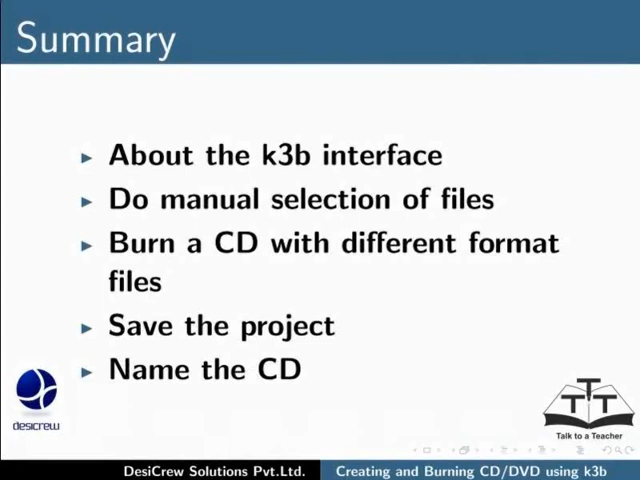 Summary
About the k3b interface
Do manual selection of files
Burn a CD with different format
files
Save the project
Name the CD
desicrew
TTT
Talk to a Teacher
DesiCrew Solutions Pvt.Ltd.
Creating and Burning CD/DVD using k3b